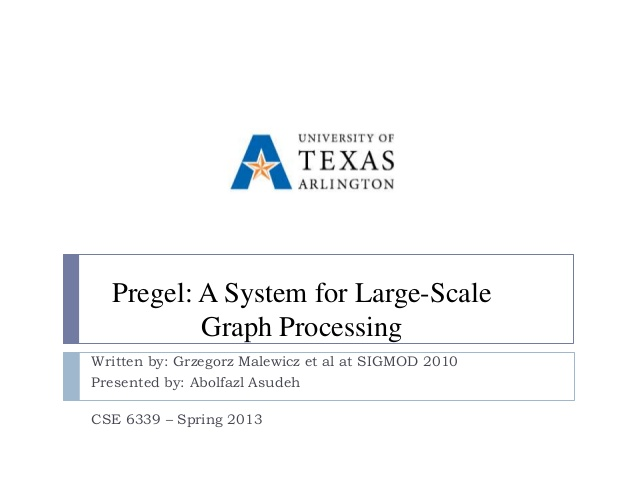 UNIVERSITY OF
TEXAS
ARLINGTON
Pregel: A System for Large-Scale
Graph Processing
Written by: Grzegorz Malewicz et al at SIGMOD 2010
Presented by: Abolfazl Asudeh
CSE 6339 – Spring 2013